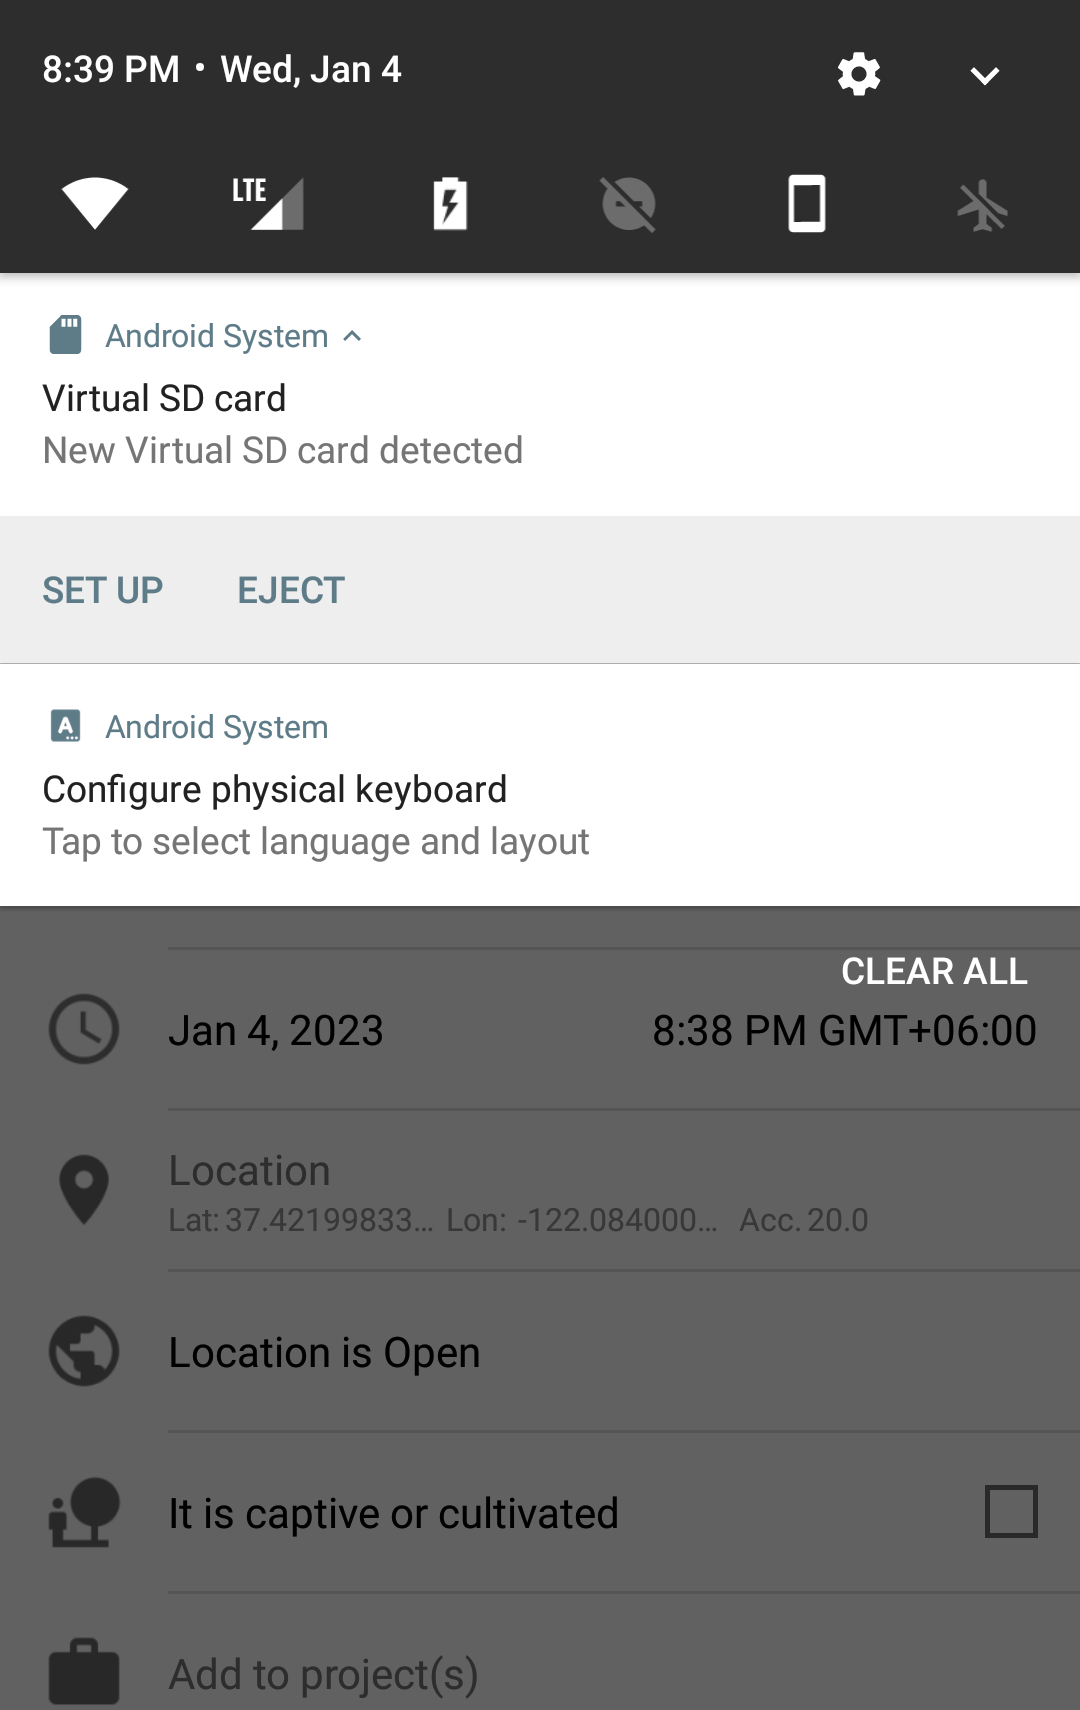 8:39 PM • Wed, Jan 4
LTE
Android System
Virtual SD card
New Virtual SD card detected
SET UP EJECT
A
Android System
Configure physical keyboard
Tap to select language and layout
CLEAR ALL
Jan 4, 2023 8:38 PM GMT+06:00
Location
Lat: 37.42199833... Lon: -122.084000... Acc. 20.0
Location is Open
It is captive or cultivated
Add to project(s)